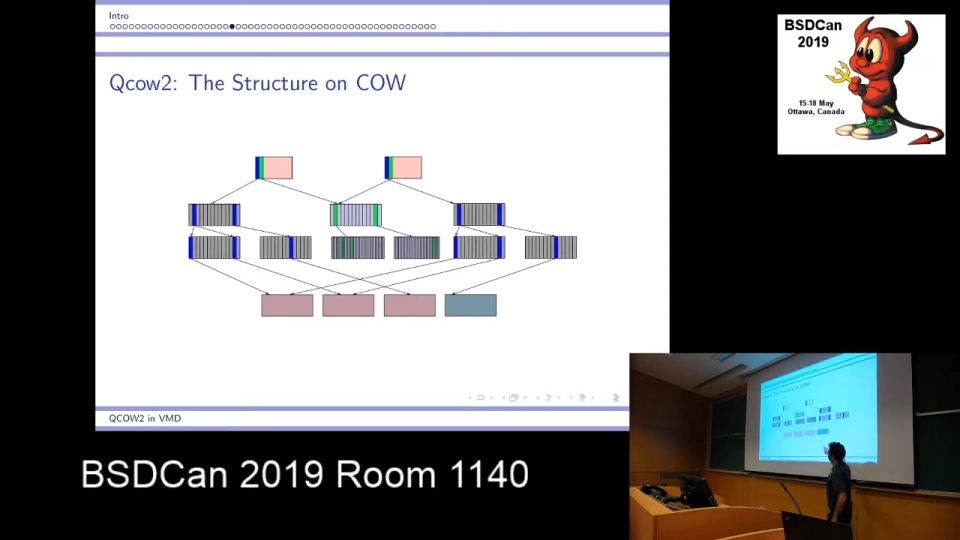 Intro
Qcow2: The Structure on COW
QCOW2 in VMD
BSDCan
2019
15-18 May
Ottawa, Canada
BSDCan 2019 Room 1140